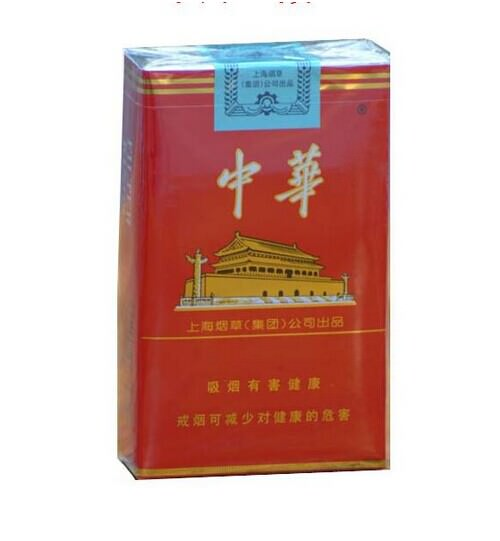 上海烟草
(集团)公司出品
®
中華
上海烟草(集团)公司出品
吸烟有害健康
戒烟可减少对健康的危害